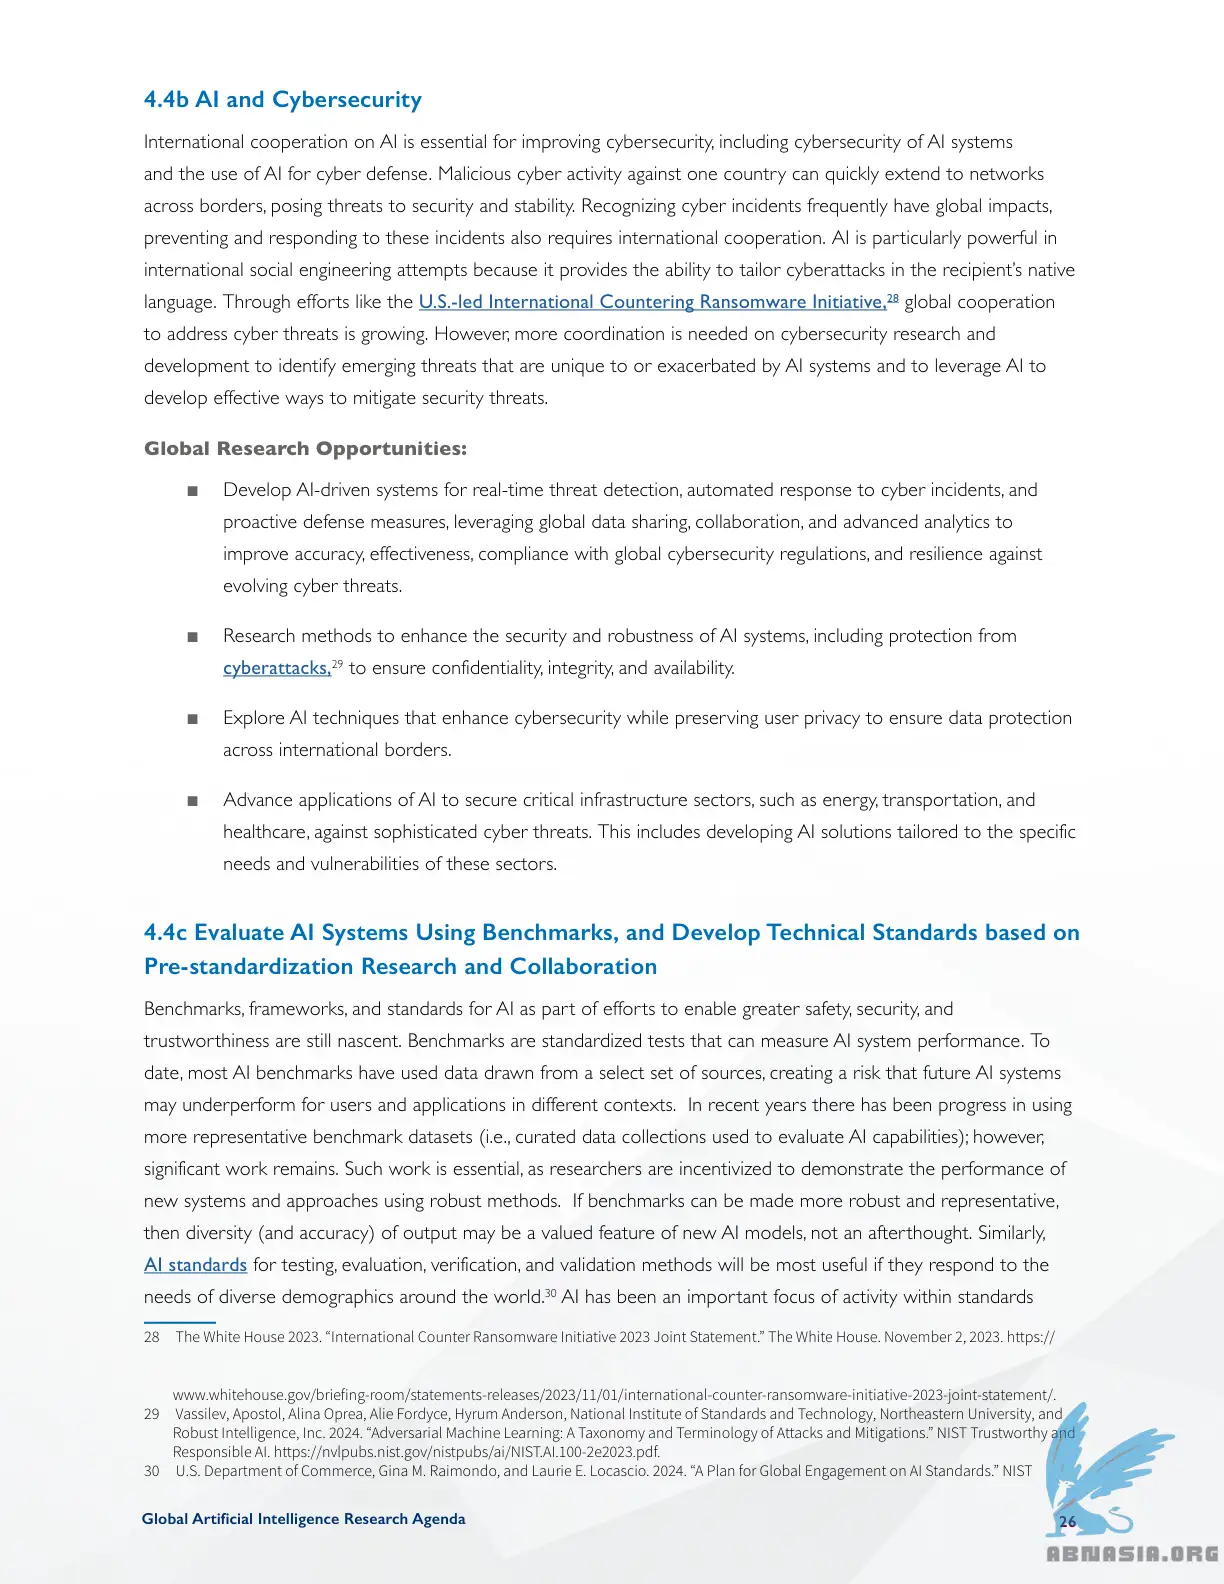 4.4b AI and Cybersecurity
International cooperation on AI is essential for improving cybersecurity, including cybersecurity of AI systems
and the use of AI for cyber defense. Malicious cyber activity against one country can quickly extend to networks
across borders, posing threats to security and stability. Recognizing cyber incidents frequently have global impacts,
preventing and responding to these incidents also requires international cooperation. AI is particularly powerful in
international social engineering attempts because it provides the ability to tailor cyberattacks in the recipient's native
language. Through efforts like the U.S.-led International Countering Ransomware Initiative,28 global cooperation
to address cyber threats is growing. However, more coordination is needed on cybersecurity research and
development to identify emerging threats that are unique to or exacerbated by AI systems and to leverage AI to
develop effective ways to mitigate security threats.
Global Research Opportunities:
■ Develop AI-driven systems for real-time threat detection, automated response to cyber incidents, and
proactive defense measures, leveraging global data sharing, collaboration, and advanced analytics to
improve accuracy, effectiveness, compliance with global cybersecurity regulations, and resilience against
evolving cyber threats.
■ Research methods to enhance the security and robustness of AI systems, including protection from
cyberattacks,29 to ensure confidentiality, integrity, and availability.
■ Explore AI techniques that enhance cybersecurity while preserving user privacy to ensure data protection
across international borders.
■ Advance applications of AI to secure critical infrastructure sectors, such as energy, transportation, and
healthcare, against sophisticated cyber threats. This includes developing AI solutions tailored to the specific
needs and vulnerabilities of these sectors.
4.4c Evaluate AI Systems Using Benchmarks, and Develop Technical Standards based on
Pre-standardization Research and Collaboration
Benchmarks, frameworks, and standards for AI as part of efforts to enable greater safety, security, and
trustworthiness are still nascent. Benchmarks are standardized tests that can measure AI system performance. To
date, most AI benchmarks have used data drawn from a select set of sources, creating a risk that future AI systems
may underperform for users and applications in different contexts. In recent years there has been progress in using
more representative benchmark datasets (i.e., curated data collections used to evaluate AI capabilities); however,
significant work remains. Such work is essential, as researchers are incentivized to demonstrate the performance of
new systems and approaches using robust methods. If benchmarks can be made more robust and representative,
then diversity (and accuracy) of output may be a valued feature of new AI models, not an afterthought. Similarly,
AI standards for testing, evaluation, verification, and validation methods will be most useful if they respond to the
needs of diverse demographics around the world.30 AI has been an important focus of activity within standards
28 The White House 2023. "International Counter Ransomware Initiative 2023 Joint Statement." The White House. November 2, 2023. https://
www.whitehouse.gov/briefing-room/statements-releases/2023/11/01/international-counter-ransomware-initiative-2023-joint-statement/.
29 Vassilev, Apostol, Alina Oprea, Alie Fordyce, Hyrum Anderson, National Institute of Standards and Technology, Northeastern University, and
Robust Intelligence, Inc. 2024. "Adversarial Machine Learning: A Taxonomy and Terminology of Attacks and Mitigations." NIST Trustworthy and
Responsible AI. https://nvlpubs.nist.gov/nistpubs/ai/NIST.AI.100-2e2023.pdf.
30 U.S. Department of Commerce, Gina M. Raimondo, and Laurie E. Locascio. 2024. "A Plan for Global Engagement on AI Standards." NIST
Global Artificial Intelligence Research Agenda
26
ABNASIA.ORG